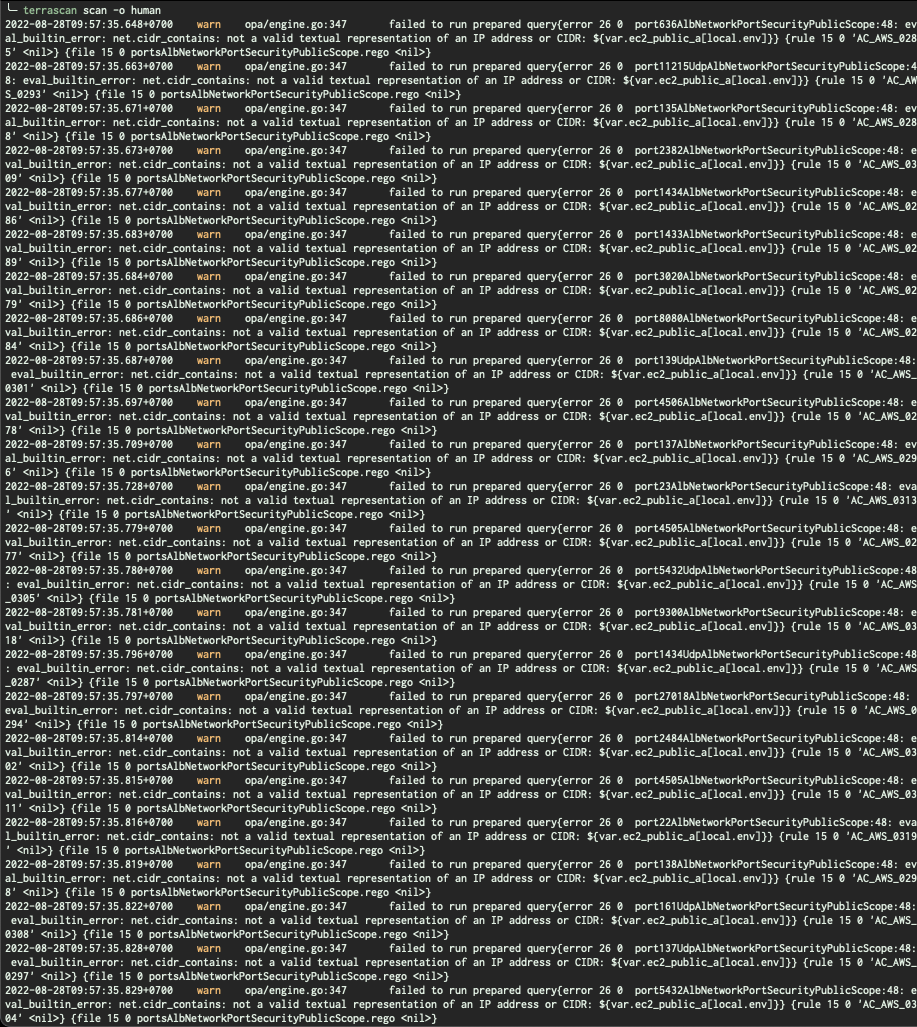 ╰─ terrascan scan -o human
2022-08-28T09:57:35.648+0700 warn opa/engine.go:347 failed to run prepared query{error 26 0 port636AlbNetworkPortSecurityPublicScope:48: ev
al_builtin_error: net.cidr_contains: not a valid textual representation of an IP address or CIDR: ${var.ec2_public_a[local.env]}} {rule 15 0 'AC_AWS_028
5' <nil>} {file 15 0 portsAlbNetworkPortSecurityPublicScope.rego <nil>}
2022-08-28T09:57:35.663+0700 warn opa/engine.go:347 failed to run prepared query{error 26 0 port11215UdpAlbNetworkPortSecurityPublicScope:4
8: eval_builtin_error: net.cidr_contains: not a valid textual representation of an IP address or CIDR: ${var.ec2_public_a[local.env]}} {rule 15 0 'AC_AW
S_0293' <nil>} {file 15 0 portsAlbNetworkPortSecurityPublicScope.rego <nil>}
2022-08-28T09:57:35.671+0700 warn opa/engine.go:347 failed to run prepared query{error 26 0 port135AlbNetworkPortSecurityPublicScope:48: ev
al_builtin_error: net.cidr_contains: not a valid textual representation of an IP address or CIDR: ${var.ec2_public_a[local.env]}} {rule 15 0 'AC_AWS_028
8' <nil>} {file 15 0 portsAlbNetworkPortSecurityPublicScope.rego <nil>}
2022-08-28T09:57:35.673+0700 warn opa/engine.go:347 failed to run prepared query{error 26 0 port2382AlbNetworkPortSecurityPublicScope:48: e
val_builtin_error: net.cidr_contains: not a valid textual representation of an IP address or CIDR: ${var.ec2_public_a[local.env]}} {rule 15 0 'AC_AWS_03
09' <nil>} {file 15 0 portsAlbNetworkPortSecurityPublicScope.rego <nil>}
2022-08-28T09:57:35.677+0700 warn opa/engine.go:347 failed to run prepared query{error 26 0 port1434AlbNetworkPortSecurityPublicScope:48: e
val_builtin_error: net.cidr_contains: not a valid textual representation of an IP address or CIDR: ${var.ec2_public_a[local.env]}} {rule 15 0 'AC_AWS_02
86' <nil>} {file 15 0 portsAlbNetworkPortSecurityPublicScope.rego <nil>}
2022-08-28T09:57:35.683+0700 warn opa/engine.go:347 failed to run prepared query{error 26 0 port1433AlbNetworkPortSecurityPublicScope:48: e
val_builtin_error: net.cidr_contains: not a valid textual representation of an IP address or CIDR: ${var.ec2_public_a[local.env]}} {rule 15 0 'AC_AWS_02
89' <nil>} {file 15 0 portsAlbNetworkPortSecurityPublicScope.rego <nil>}
2022-08-28T09:57:35.684+0700 warn opa/engine.go:347 failed to run prepared query{error 26 0 port3020AlbNetworkPortSecurityPublicScope:48: e
val_builtin_error: net.cidr_contains: not a valid textual representation of an IP address or CIDR: ${var.ec2_public_a[local.env]}} {rule 15 0 'AC_AWS_02
79' <nil>} {file 15 0 portsAlbNetworkPortSecurityPublicScope.rego <nil>}
2022-08-28T09:57:35.686+0700 warn opa/engine.go:347 failed to run prepared query{error 26 0 port8080AlbNetworkPortSecurityPublicScope:48: e
val_builtin_error: net.cidr_contains: not a valid textual representation of an IP address or CIDR: ${var.ec2_public_a[local.env]}} {rule 15 0 'AC_AWS_02
84' <nil>} {file 15 0 portsAlbNetworkPortSecurityPublicScope.rego <nil>}
2022-08-28T09:57:35.687+0700 warn opa/engine.go:347 failed to run prepared query{error 26 0 port139UdpAlbNetworkPortSecurityPublicScope:48:
eval_builtin_error: net.cidr_contains: not a valid textual representation of an IP address or CIDR: ${var.ec2_public_a[local.env]}} {rule 15 0 'AC_AWS_
0301' <nil>} {file 15 0 portsAlbNetworkPortSecurityPublicScope.rego <nil>}
2022-08-28T09:57:35.697+0700 warn opa/engine.go:347 failed to run prepared query{error 26 0 port4506AlbNetworkPortSecurityPublicScope:48: e
val_builtin_error: net.cidr_contains: not a valid textual representation of an IP address or CIDR: ${var.ec2_public_a[local.env]}} {rule 15 0 'AC_AWS_02
78' <nil>} {file 15 0 portsAlbNetworkPortSecurityPublicScope.rego <nil>}
2022-08-28T09:57:35.709+0700 warn opa/engine.go:347 failed to run prepared query{error 26 0 port137AlbNetworkPortSecurityPublicScope:48: ev
al_builtin_error: net.cidr_contains: not a valid textual representation of an IP address or CIDR: ${var.ec2_public_a[local.env]}} {rule 15 0 'AC_AWS_029
6' <nil>} {file 15 0 portsAlbNetworkPortSecurityPublicScope.rego <nil>}
2022-08-28T09:57:35.728+0700 warn opa/engine.go:347 failed to run prepared query{error 26 0 port23AlbNetworkPortSecurityPublicScope:48: eva
l_builtin_error: net.cidr_contains: not a valid textual representation of an IP address or CIDR: ${var.ec2_public_a[local.env]}} {rule 15 0 'AC_AWS_0313
' <nil>} {file 15 0 portsAlbNetworkPortSecurityPublicScope.rego <nil>}
2022-08-28T09:57:35.779+0700 warn opa/engine.go:347 failed to run prepared query{error 26 0 port4505AlbNetworkPortSecurityPublicScope:48: e
val_builtin_error: net.cidr_contains: not a valid textual representation of an IP address or CIDR: ${var.ec2_public_a[local.env]}} {rule 15 0 'AC_AWS_02
77' <nil>} {file 15 0 portsAlbNetworkPortSecurityPublicScope.rego <nil>}
2022-08-28T09:57:35.780+0700 warn opa/engine.go:347 failed to run prepared query{error 26 0 port5432UdpAlbNetworkPortSecurityPublicScope:48
: eval_builtin_error: net.cidr_contains: not a valid textual representation of an IP address or CIDR: ${var.ec2_public_a[local.env]}} {rule 15 0 'AC_AWS
_0305' <nil>} {file 15 0 portsAlbNetworkPortSecurityPublicScope.rego <nil>}
2022-08-28T09:57:35.781+0700 warn opa/engine.go:347 failed to run prepared query{error 26 0 port9300AlbNetworkPortSecurityPublicScope:48: e
val_builtin_error: net.cidr_contains: not a valid textual representation of an IP address or CIDR: ${var.ec2_public_a[local.env]}} {rule 15 0 'AC_AWS_03
18' <nil>} {file 15 0 portsAlbNetworkPortSecurityPublicScope.rego <nil>}
2022-08-28T09:57:35.796+0700 warn opa/engine.go:347 failed to run prepared query{error 26 0 port1434UdpAlbNetworkPortSecurityPublicScope:48
: eval_builtin_error: net.cidr_contains: not a valid textual representation of an IP address or CIDR: ${var.ec2_public_a[local.env]}} {rule 15 0 'AC_AWS
_0287' <nil>} {file 15 0 portsAlbNetworkPortSecurityPublicScope.rego <nil>}
2022-08-28T09:57:35.797+0700 warn opa/engine.go:347 failed to run prepared query{error 26 0 port27018AlbNetworkPortSecurityPublicScope:48:
eval_builtin_error: net.cidr_contains: not a valid textual representation of an IP address or CIDR: ${var.ec2_public_a[local.env]}} {rule 15 0 'AC_AWS_0
294' <nil>} {file 15 0 portsAlbNetworkPortSecurityPublicScope.rego <nil>}
2022-08-28T09:57:35.814+0700 warn opa/engine.go:347 failed to run prepared query{error 26 0 port2484AlbNetworkPortSecurityPublicScope:48: e
val_builtin_error: net.cidr_contains: not a valid textual representation of an IP address or CIDR: ${var.ec2_public_a[local.env]}} {rule 15 0 'AC_AWS_03
02' <nil>} {file 15 0 portsAlbNetworkPortSecurityPublicScope.rego <nil>}
2022-08-28T09:57:35.815+0700 warn opa/engine.go:347 failed to run prepared query{error 26 0 port4505AlbNetworkPortSecurityPublicScope:48: e
val_builtin_error: net.cidr_contains: not a valid textual representation of an IP address or CIDR: ${var.ec2_public_a[local.env]}} {rule 15 0 'AC_AWS_03
11' <nil>} {file 15 0 portsAlbNetworkPortSecurityPublicScope.rego <nil>}
2022-08-28T09:57:35.816+0700 warn opa/engine.go:347 failed to run prepared query{error 26 0 port22AlbNetworkPortSecurityPublicScope:48: eva
l_builtin_error: net.cidr_contains: not a valid textual representation of an IP address or CIDR: ${var.ec2_public_a[local.env]}} {rule 15 0 'AC_AWS_0319
' <nil>} {file 15 0 portsAlbNetworkPortSecurityPublicScope.rego <nil>}
2022-08-28T09:57:35.819+0700 warn opa/engine.go:347 failed to run prepared query{error 26 0 port138AlbNetworkPortSecurityPublicScope:48: ev
al_builtin_error: net.cidr_contains: not a valid textual representation of an IP address or CIDR: ${var.ec2_public_a[local.env]}} {rule 15 0 'AC_AWS_029
8' <nil>} {file 15 0 portsAlbNetworkPortSecurityPublicScope.rego <nil>}
2022-08-28T09:57:35.822+0700 warn opa/engine.go:347 failed to run prepared query{error 26 0 port161UdpAlbNetworkPortSecurityPublicScope:48:
eval_builtin_error: net.cidr_contains: not a valid textual representation of an IP address or CIDR: ${var.ec2_public_a[local.env]}} {rule 15 0 'AC_AWS_
0308' <nil>} {file 15 0 portsAlbNetworkPortSecurityPublicScope.rego <nil>}
2022-08-28T09:57:35.828+0700 warn opa/engine.go:347 failed to run prepared query{error 26 0 port137UdpAlbNetworkPortSecurityPublicScope:48:
eval_builtin_error: net.cidr_contains: not a valid textual representation of an IP address or CIDR: ${var.ec2_public_a[local.env]}} {rule 15 0 'AC_AWS_
0297' <nil>} {file 15 0 portsAlbNetworkPortSecurityPublicScope.rego <nil>}
2022-08-28T09:57:35.829+0700 warn opa/engine.go:347 failed to run prepared query{error 26 0 port5432AlbNetworkPortSecurityPublicScope:48: e
val_builtin_error: net.cidr_contains: not a valid textual representation of an IP address or CIDR: ${var.ec2_public_a[local.env]}} {rule 15 0 'AC_AWS_03
04' <nil>} {file 15 0 portsAlbNetworkPortSecurityPublicScope.rego <nil>}